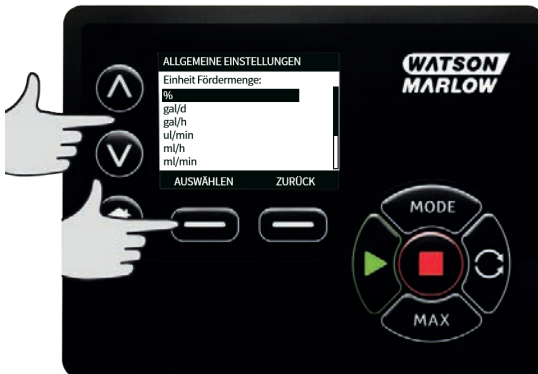 ALLGEMEINE EINSTELLUNGEN
Einheit Fördermenge:
%
gal/d
gal/h
ul/min
ml/h
ml/min
AUSWÄHLEN ZURÜCK
WATSON
MARLOW
MODE
MAX